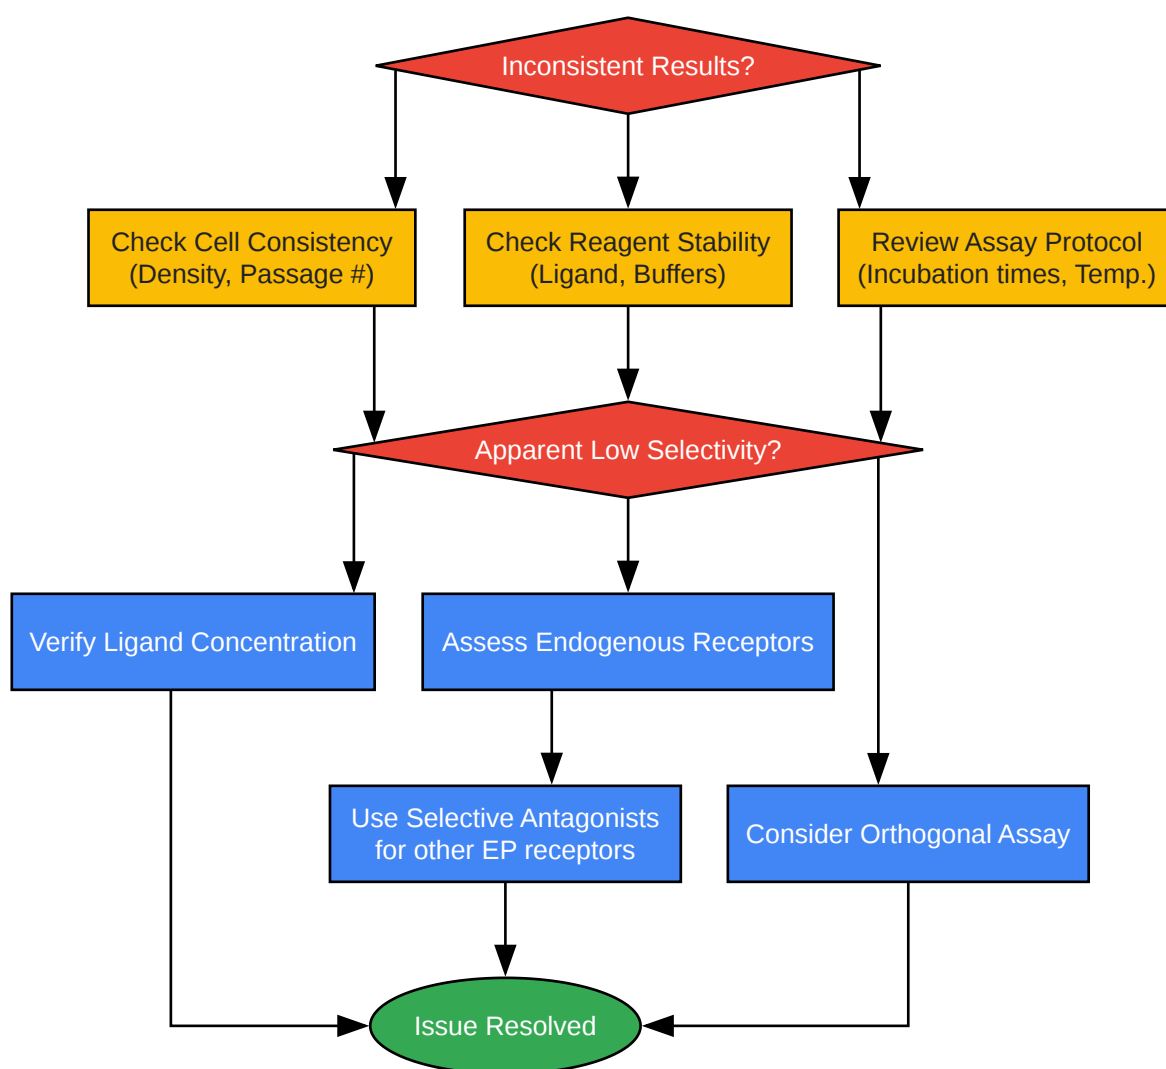 Inconsistent Results?
Check Cell Consistency
(Density, Passage #)
Check Reagent Stability
(Ligand, Buffers)
Review Assay Protocol
(Incubation times, Temp.)
Apparent Low Selectivity?
Verify Ligand Concentration
Assess Endogenous Receptors
Use Selective Antagonists
for other EP receptors
Consider Orthogonal Assay
Issue Resolved